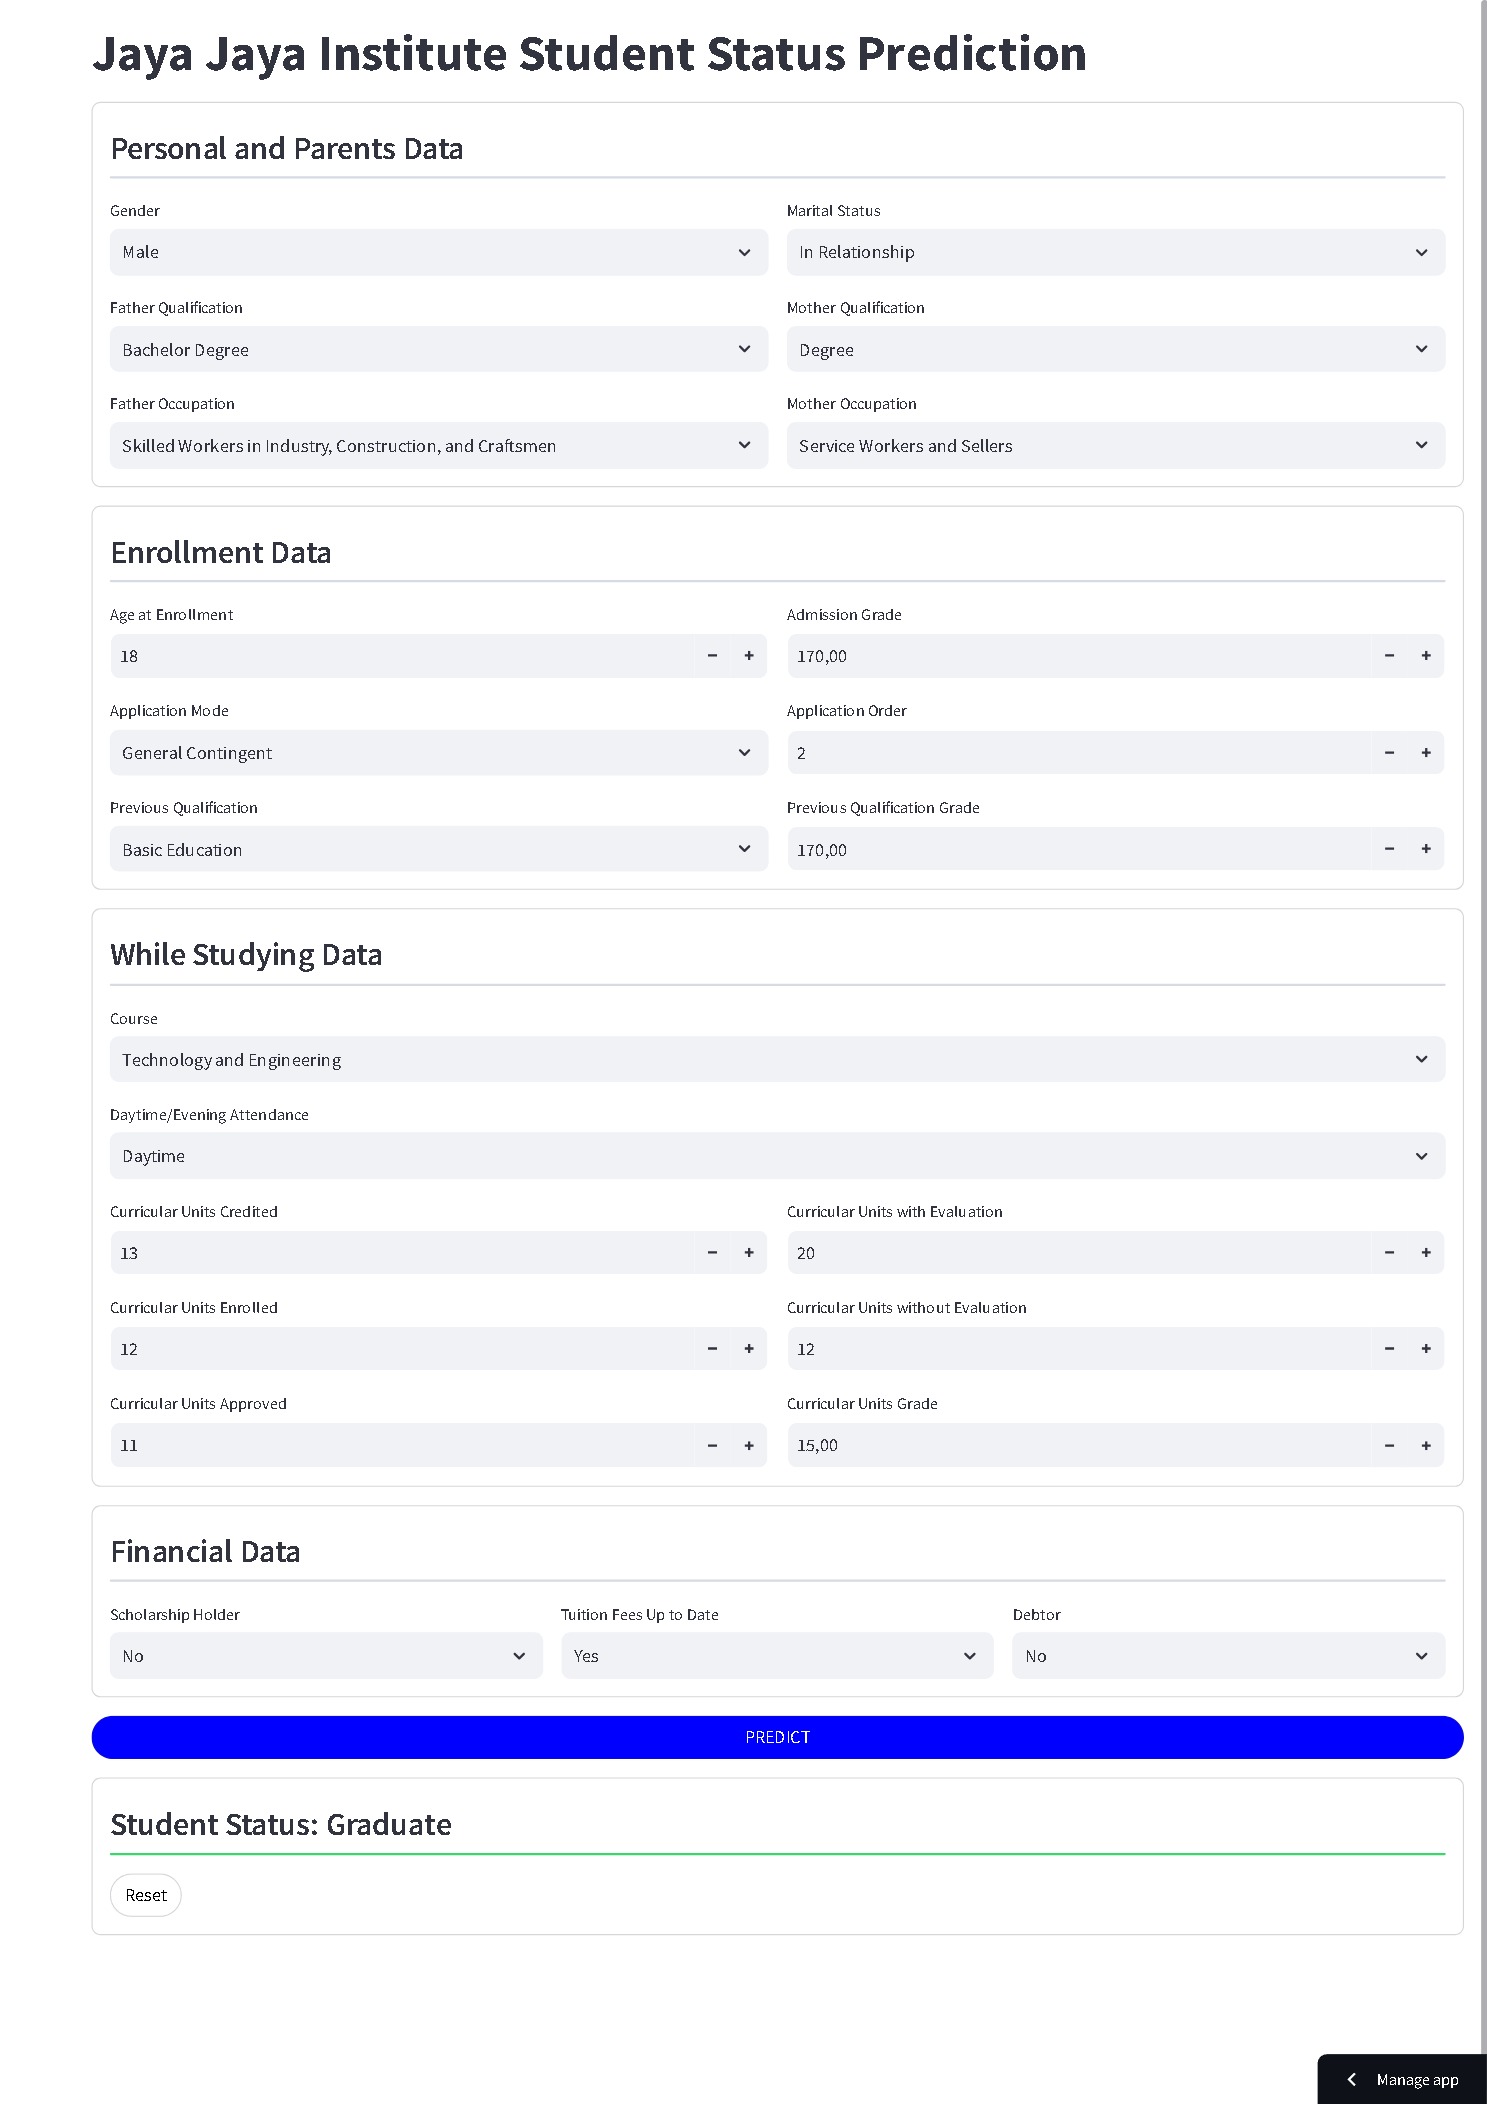 Jaya Jaya Institute Student Status Prediction
Personal and Parents Data
Gender
Male
Marital Status
In Relationship
Father Qualification
Bachelor Degree
Mother Qualification
Degree
Father Occupation
Skilled Workers in Industry, Construction, and Craftsmen
Mother Occupation
Service Workers and Sellers
Enrollment Data
Age at Enrollment
18
Admission Grade
170,00
Application Mode
General Contingent
Application Order
2
Previous Qualification
Basic Education
Previous Qualification Grade
170,00
While Studying Data
Course
Technology and Engineering
Daytime/Evening Attendance
Daytime
Curricular Units Credited
13
Curricular Units with Evaluation
20
Curricular Units Enrolled
12
Curricular Units without Evaluation
12
Curricular Units Approved
11
Curricular Units Grade
15,00
Financial Data
Scholarship Holder
No
Tuition Fees Up to Date
Yes
Debtor
No
PREDICT
Student Status: Graduate
Reset
Manage app